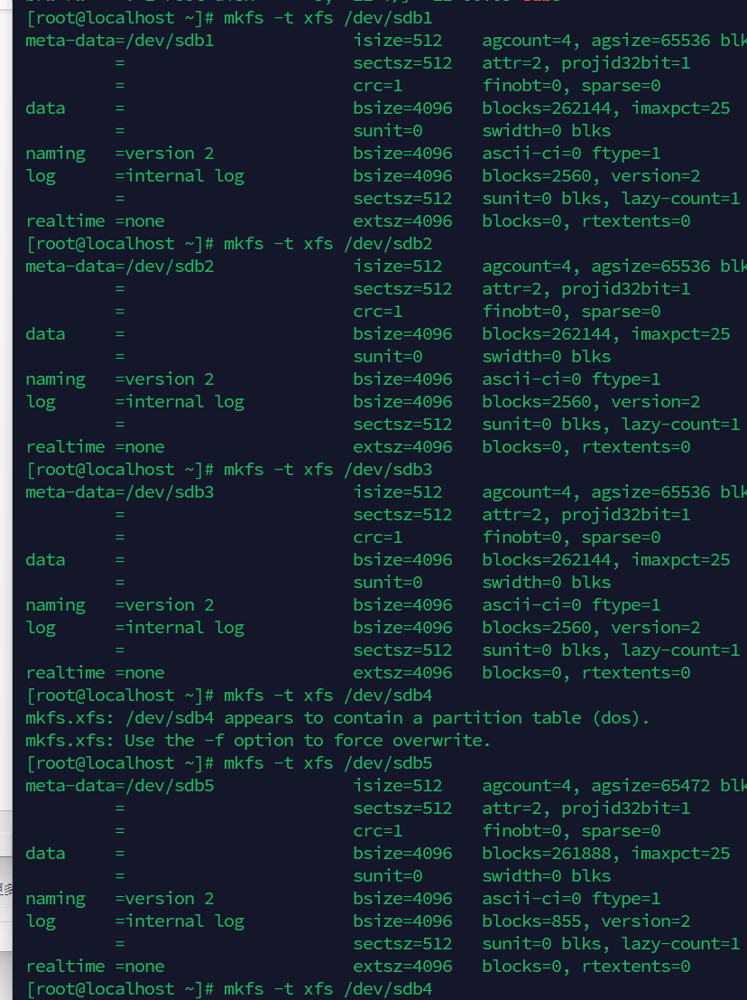 [root@localhost ~]# mkfs -t xfs /dev/sdb1
meta-data=/dev/sdb1              isize=512    agcount=4, agsize=65536 blk
         =                       sectsz=512   attr=2, projid32bit=1
         =                       crc=1        finobt=0, sparse=0
data     =                       bsize=4096   blocks=262144, imaxpct=25
         =                       sunit=0      swidth=0 blks
naming   =version 2              bsize=4096   ascii-ci=0 ftype=1
log      =internal log           bsize=4096   blocks=2560, version=2
         =                       sectsz=512   sunit=0 blks, lazy-count=1
realtime =none                   extsz=4096   blocks=0, rtextents=0
[root@localhost ~]# mkfs -t xfs /dev/sdb2
meta-data=/dev/sdb2              isize=512    agcount=4, agsize=65536 blk
         =                       sectsz=512   attr=2, projid32bit=1
         =                       crc=1        finobt=0, sparse=0
data     =                       bsize=4096   blocks=262144, imaxpct=25
         =                       sunit=0      swidth=0 blks
naming   =version 2              bsize=4096   ascii-ci=0 ftype=1
log      =internal log           bsize=4096   blocks=2560, version=2
         =                       sectsz=512   sunit=0 blks, lazy-count=1
realtime =none                   extsz=4096   blocks=0, rtextents=0
[root@localhost ~]# mkfs -t xfs /dev/sdb3
meta-data=/dev/sdb3              isize=512    agcount=4, agsize=65536 blk
         =                       sectsz=512   attr=2, projid32bit=1
         =                       crc=1        finobt=0, sparse=0
data     =                       bsize=4096   blocks=262144, imaxpct=25
         =                       sunit=0      swidth=0 blks
naming   =version 2              bsize=4096   ascii-ci=0 ftype=1
log      =internal log           bsize=4096   blocks=2560, version=2
         =                       sectsz=512   sunit=0 blks, lazy-count=1
realtime =none                   extsz=4096   blocks=0, rtextents=0
[root@localhost ~]# mkfs -t xfs /dev/sdb4
mkfs.xfs: /dev/sdb4 appears to contain a partition table (dos).
mkfs.xfs: Use the -f option to force overwrite.
[root@localhost ~]# mkfs -t xfs /dev/sdb5
meta-data=/dev/sdb5              isize=512    agcount=4, agsize=65472 blk
         =                       sectsz=512   attr=2, projid32bit=1
         =                       crc=1        finobt=0, sparse=0
data     =                       bsize=4096   blocks=261888, imaxpct=25
         =                       sunit=0      swidth=0 blks
naming   =version 2              bsize=4096   ascii-ci=0 ftype=1
log      =internal log           bsize=4096   blocks=855, version=2
         =                       sectsz=512   sunit=0 blks, lazy-count=1
realtime =none                   extsz=4096   blocks=0, rtextents=0
[root@localhost ~]# mkfs -t xfs /dev/sdb4